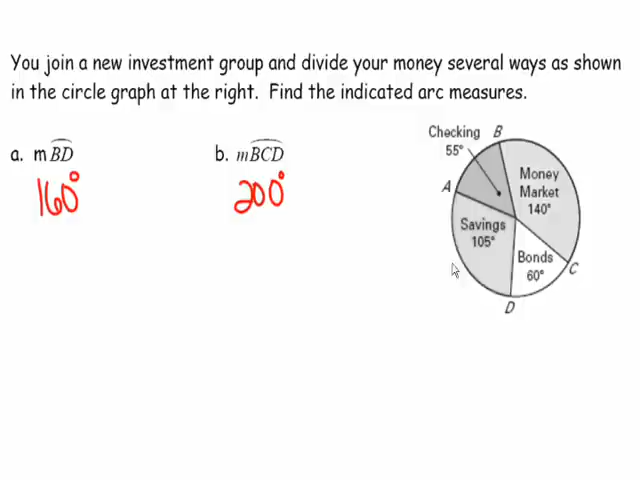 You join a new investment group and divide your money several ways as shown
in the circle graph at the right. Find the indicated arc measures.
a. m BD
b. mBCD
160°
200°
Checking
55°
B
A
Money
Market
140°
Savings
105°
Bonds
60°
C
D